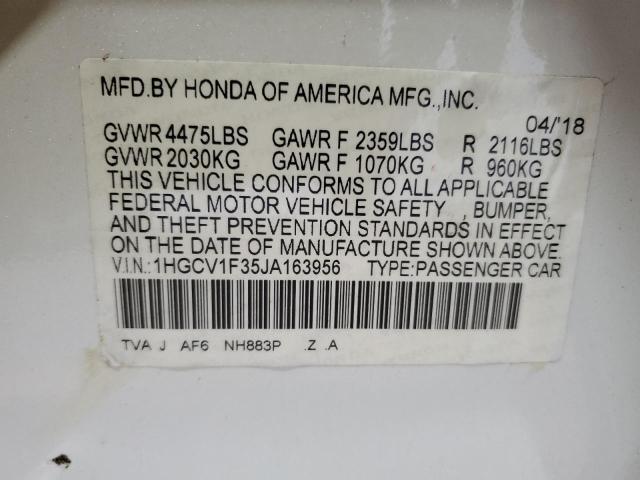 MFD.BY HONDA OF AMERICA MFG.,INC.
04/'18
GVWR 4475LBS GAWR F 2359LBS R 2116LBS
GVWR 2030KG GAWR F 1070KG R 960KG
THIS VEHICLE CONFORMS TO ALL APPLICABLE
FEDERAL MOTOR VEHICLE SAFETY , BUMPER,
AND THEFT PREVENTION STANDARDS IN EFFECT
ON THE DATE OF MANUFACTURE SHOWN ABOVE.
V.I.N.:1HGCV1F35JA163956 TYPE:PASSENGER CAR
TVA J AF6 NH883P .Z .A